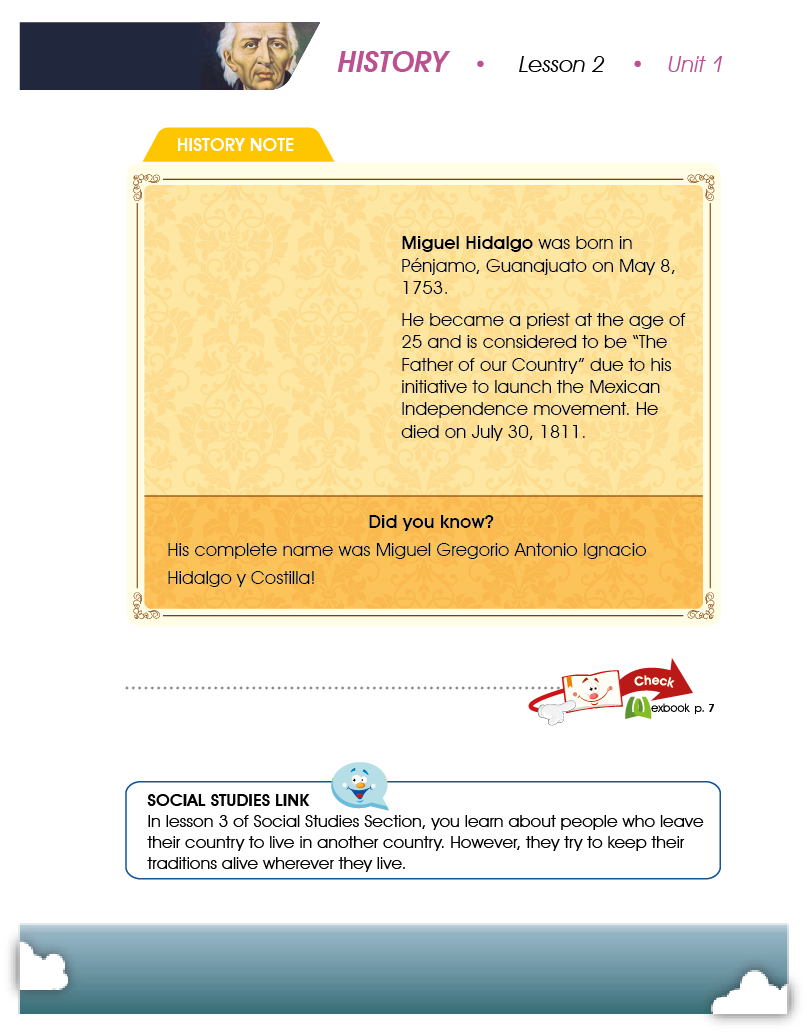 HISTORY • Lesson 2 • Unit 1
HISTORY NOTE
Miguel Hidalgo was born in
Pénjamo, Guanajuato on May 8,
1753.
He became a priest at the age of
25 and is considered to be “The
Father of our Country” due to his
initiative to launch the Mexican
Independence movement. He
died on July 30, 1811.
Did you know?
His complete name was Miguel Gregorio Antonio Ignacio
Hidalgo y Costilla!
Check
Mexbook p. 7
SOCIAL STUDIES LINK
In lesson 3 of Social Studies Section, you learn about people who leave
their country to live in another country. However, they try to keep their
traditions alive wherever they live.